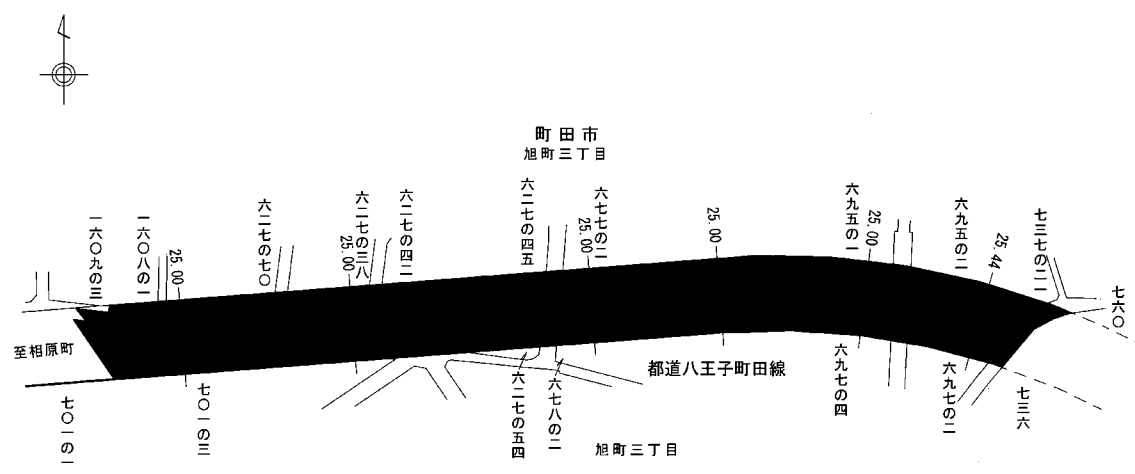 町田市
旭町三丁目
一六〇九の三
一六〇八の一
25.00
六二七の七〇
25.00
六二七の三八
六二七の四二
六二七の四五
25.00
六七七の二
25.00
六九五の一
25.00
六九五の二
25.44
七三七の二
七六〇
至相原町
七〇一の
七〇一の三
六二七の五四
六七八の二
都道八王子町田線
六九七の四
六九七の二
七三六
旭町三丁目